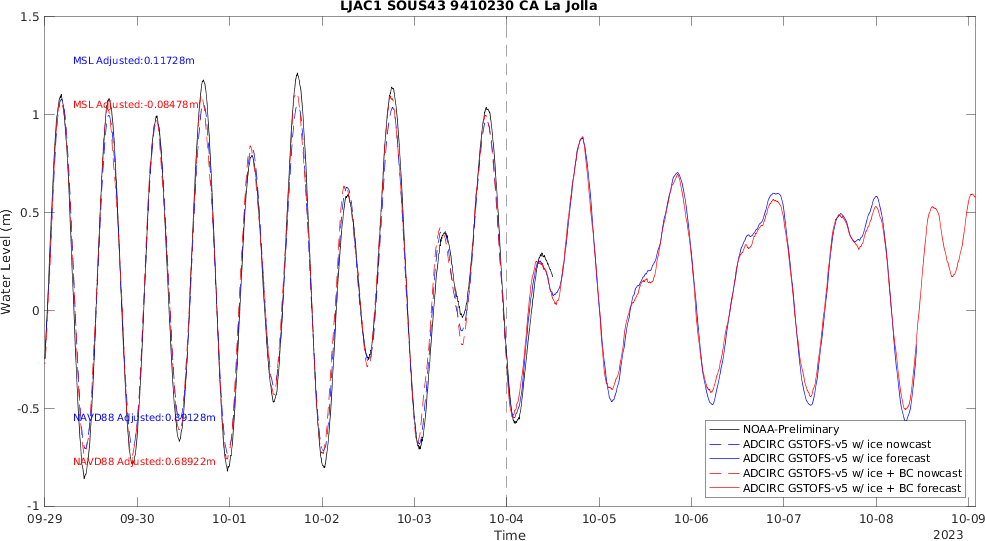 LJAC1 SOUS43 9410230 CA La Jolla
1.5
1
0.5
0
-0.5
-1
Water Level (m)
MSL Adjusted:0.11728m
MSL Adjusted:-0.08478m
NAVD88 Adjusted:0.89128m
NAVD88 Adjusted:0.68922m
NOAA-Preliminary
ADCIRC GSTOFS-v5 w/ ice nowcast
ADCIRC GSTOFS-v5 w/ ice forecast
ADCIRC GSTOFS-v5 w/ ice + BC nowcast
ADCIRC GSTOFS-v5 w/ ice + BC forecast
09-29 09-30 10-01 10-02 10-03 10-04 10-05 10-06 10-07 10-08 10-09
Time
2023